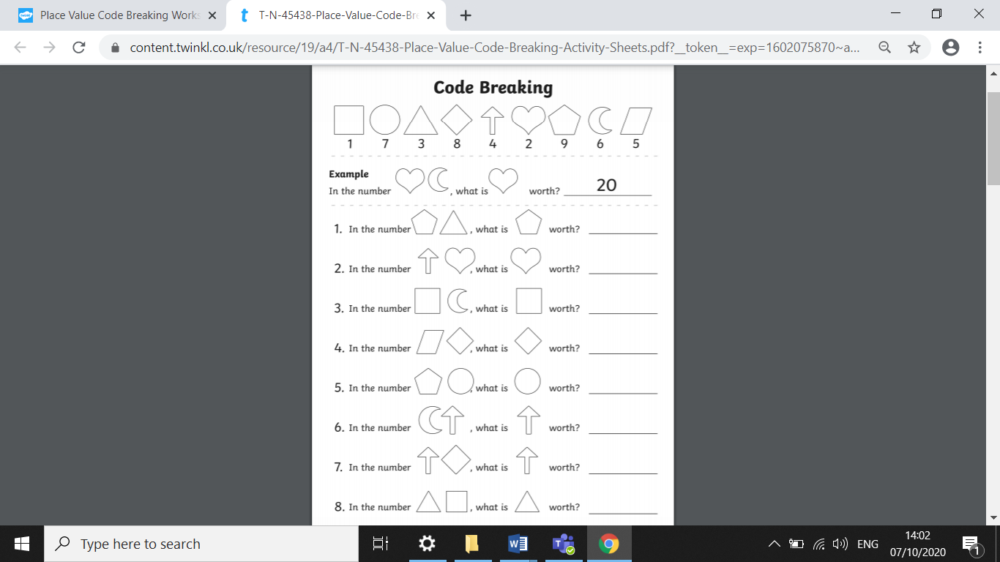 Place Value Code Breaking Works
T-N-45438-Place-Value-Code-Bre
content.twinkl.co.uk/resource/19/a4/T-N-45438-Place-Value-Code-Breaking-Activity-Sheets.pdf?__token__=exp=1602075870~a...
Code Breaking
1 7 3 8 4 2 9 6 5
Example
In the number , what is worth? 20
1. In the number , what is worth?
2. In the number , what is worth?
3. In the number , what is worth?
4. In the number , what is worth?
5. In the number , what is worth?
6. In the number , what is worth?
7. In the number , what is worth?
8. In the number , what is worth?
Type here to search
ENG
14:02
07/10/2020
1